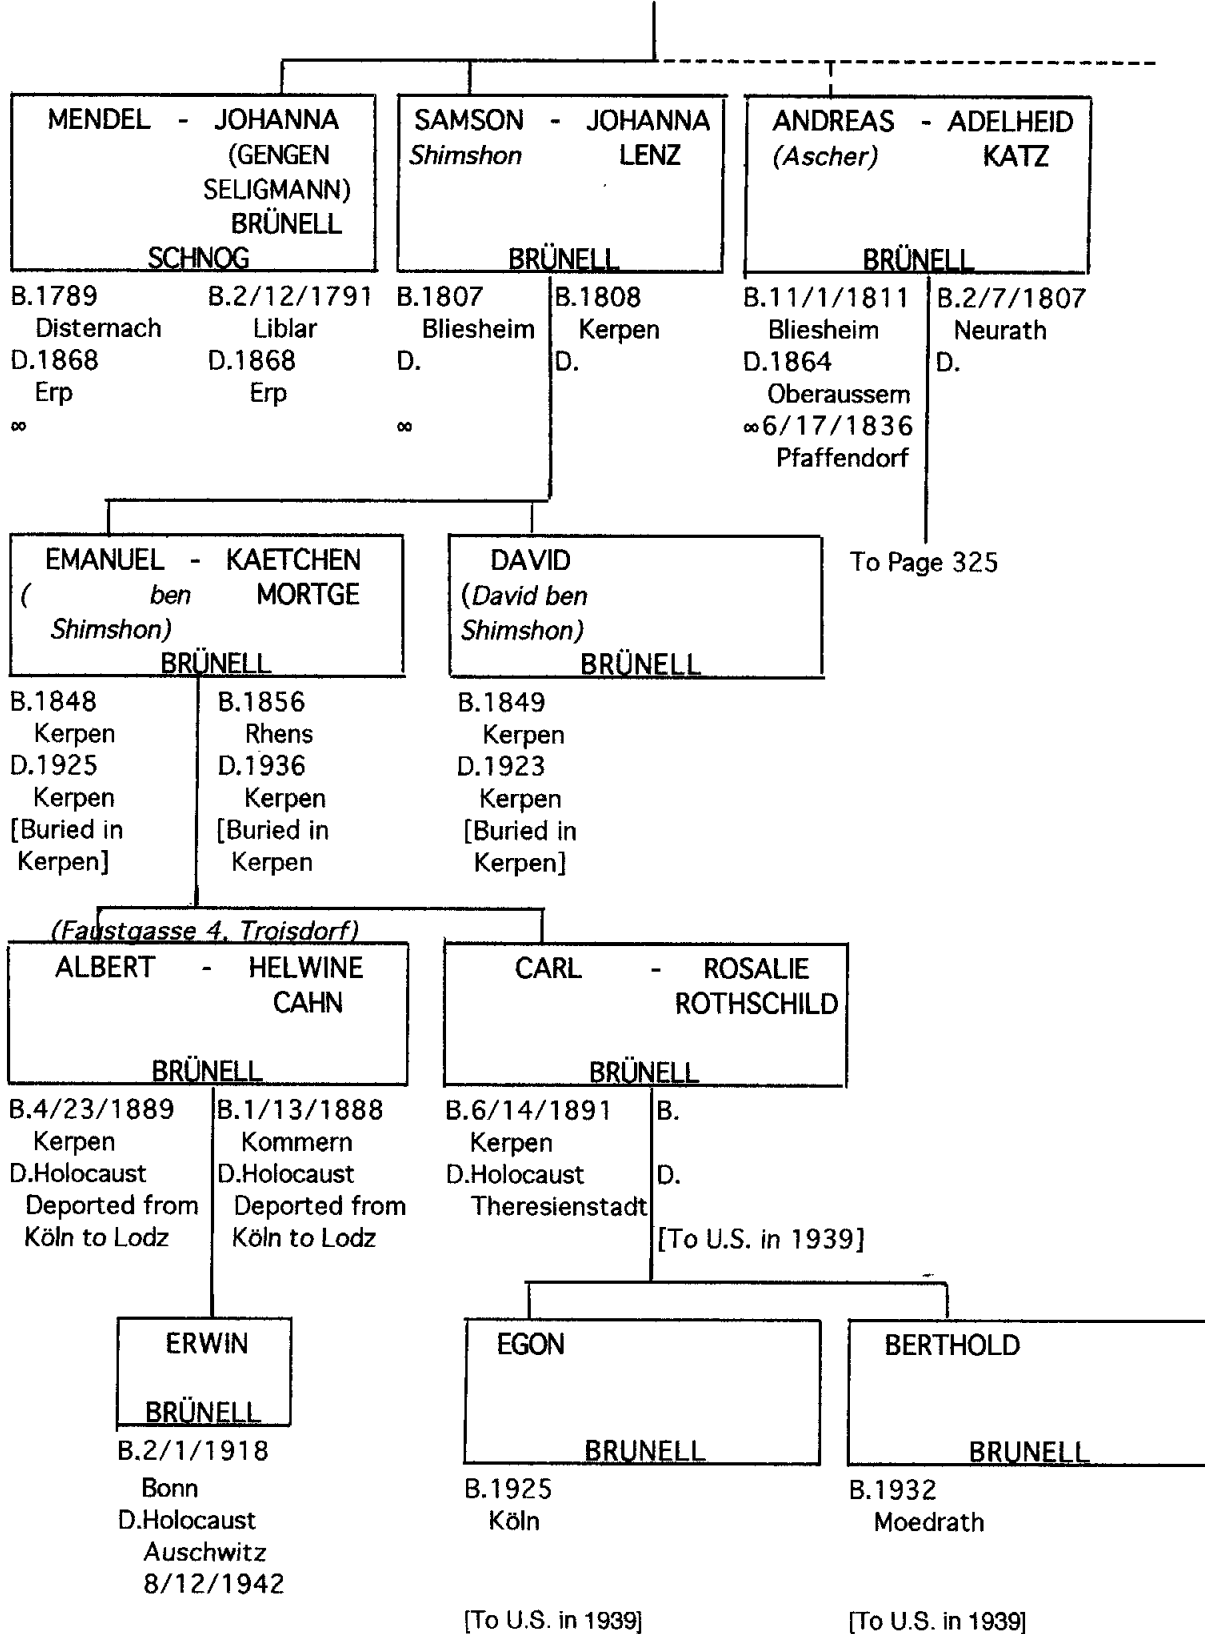 MENDEL - JOHANNA
(GENGEN
SELIGMANN)
BRÜNELL
SCHNOG
B.1789
Disternach
D.1868
Erp
∞
B.2/12/1791
Liblar
D.1868
Erp
SAMSON - JOHANNA
Shimshon LENZ
BRÜNELL
B.1807
Bliesheim
D.
∞
B.1808
Kerpen
D.
ANDREAS - ADELHEID
(Ascher) KATZ
BRÜNELL
B.11/1/1811
Bliesheim
D.1864
Oberaussem
∞6/17/1836
Pfaffendorf
B.2/7/1807
Neurath
D.
To Page 325
EMANUEL - KAETCHEN
( ben MORTGE
Shimshon)
BRÜNELL
B.1848
Kerpen
D.1925
Kerpen
[Buried in
Kerpen]
B.1856
Rhens
D.1936
Kerpen
[Buried in
Kerpen
DAVID
(David ben
Shimshon)
BRÜNELL
B.1849
Kerpen
D.1923
Kerpen
[Buried in
Kerpen]
(Faustgasse 4, Troisdorf)
ALBERT - HELWINE
CAHN
BRÜNELL
B.4/23/1889
Kerpen
D.Holocaust
Deported from
Köln to Lodz
B.1/13/1888
Kommern
D.Holocaust
Deported from
Köln to Lodz
CARL - ROSALIE
ROTHSCHILD
BRÜNELL
B.6/14/1891
Kerpen
D.Holocaust
Theresienstadt
B.
D.
[To U.S. in 1939]
ERWIN
BRÜNELL
B.2/1/1918
Bonn
D.Holocaust
Auschwitz
8/12/1942
EGON
BRUNELL
B.1925
Köln
[To U.S. in 1939]
BERTHOLD
BRUNELL
B.1932
Moedrath
[To U.S. in 1939]